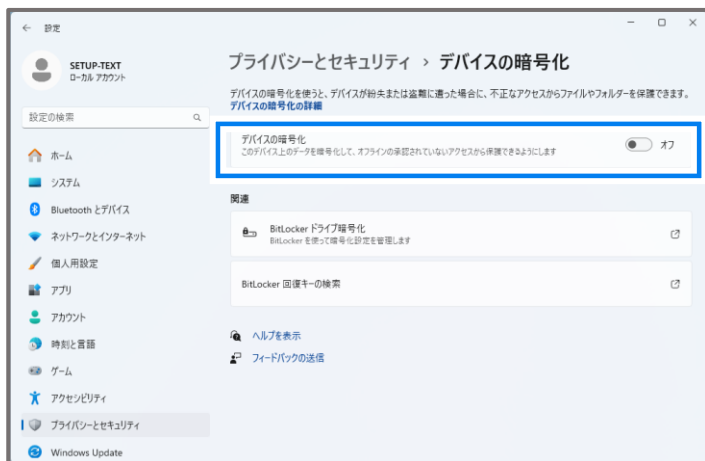 設定
SETUP-TEXT
ローカル アカウント
設定の検索
ホーム
システム
Bluetooth とデバイス
ネットワークとインターネット
個人用設定
アプリ
アカウント
時刻と言語
ゲーム
アクセシビリティ
プライバシーとセキュリティ
Windows Update
プライバシーとセキュリティ › デバイスの暗号化
デバイスの暗号化を使うと、デバイスが紛失または盗難に遭った場合に、不正なアクセスからファイルやフォルダーを保護できます。
デバイスの暗号化の詳細
デバイスの暗号化
このデバイス上のデータを暗号化して、オフラインの承認されていないアクセスから保護できるようにします
オフ
関連
BitLocker ドライブ暗号化
BitLocker を使って暗号化設定を管理します
BitLocker 回復キーの検索
ヘルプを表示
フィードバックの送信